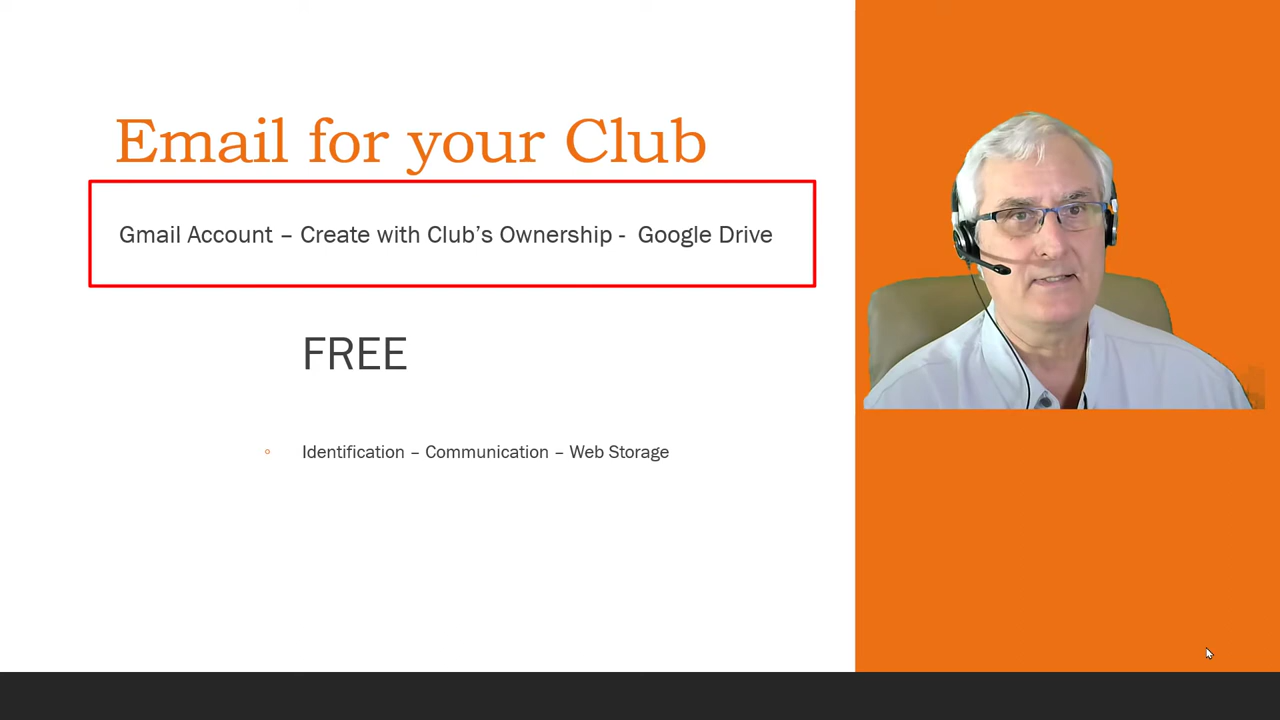 Email for your Club
Gmail Account – Create with Club’s Ownership -  Google Drive
FREE
Identification – Communication – Web Storage